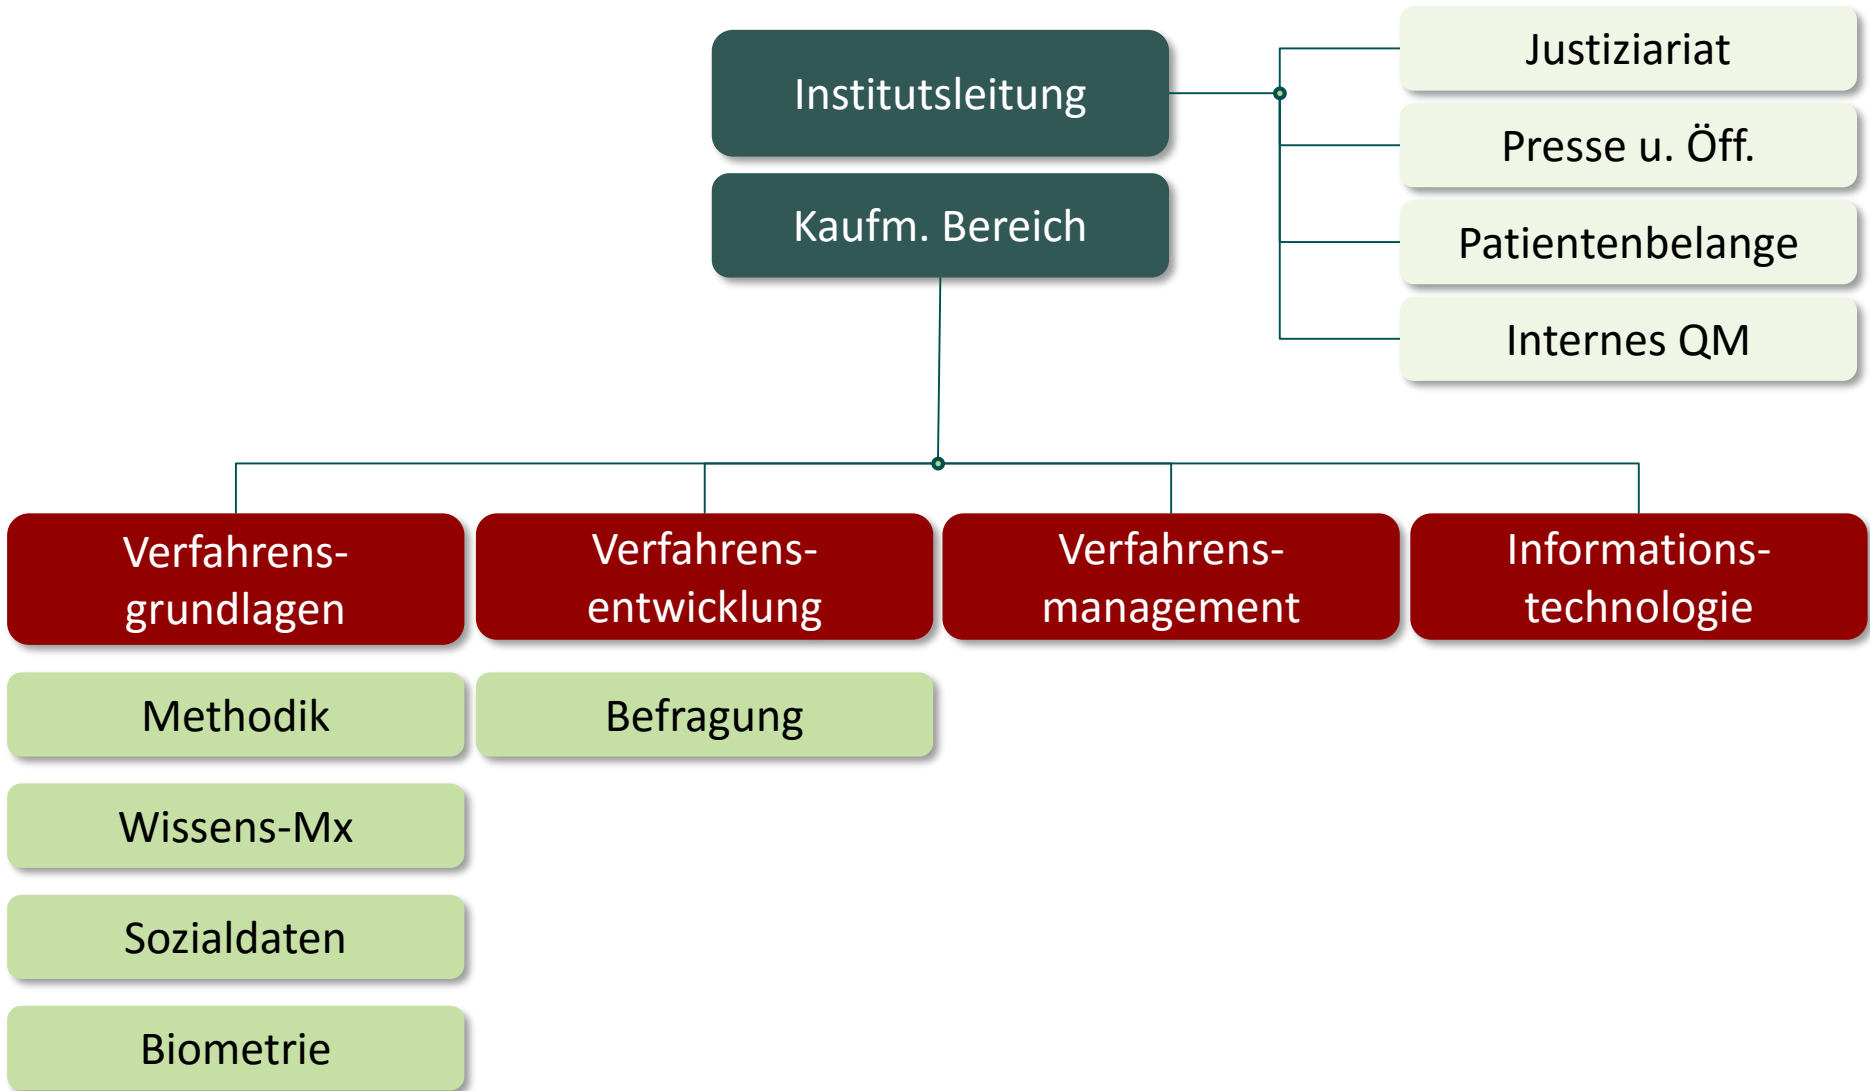 Institutsleitung
Kaufm. Bereich
Justiziariat
Presse u. Öff.
Patientenbelange
Internes QM
Verfahrens-
grundlagen
Verfahrens-
entwicklung
Verfahrens-
management
Informations-
technologie
Methodik
Befragung
Wissens-Mx
Sozialdaten
Biometrie